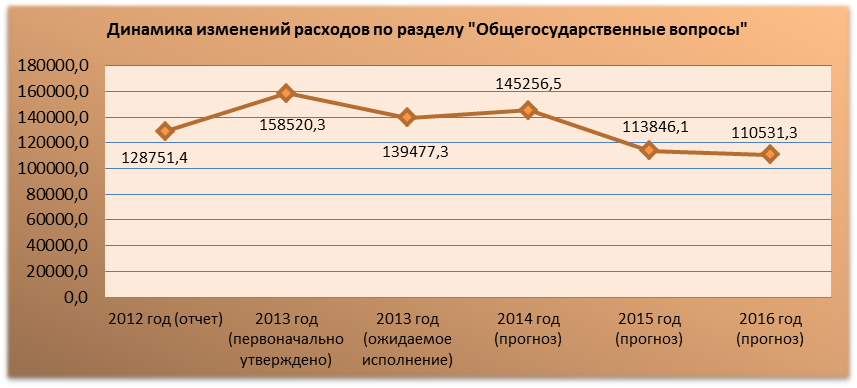 Динамика изменений расходов по разделу "Общегосударственные вопросы"
180000,0
160000,0
140000,0
120000,0
100000,0
80000,0
60000,0
40000,0
20000,0
0,0
128751,4
158520,3
139477,3
145256,5
113846,1
110531,3
2012 год (отчет)
2013 год
(первоначально
утверждено)
2013 год
(ожидаемое
исполнение)
2014 год
(прогноз)
2015 год
(прогноз)
2016 год
(прогноз)